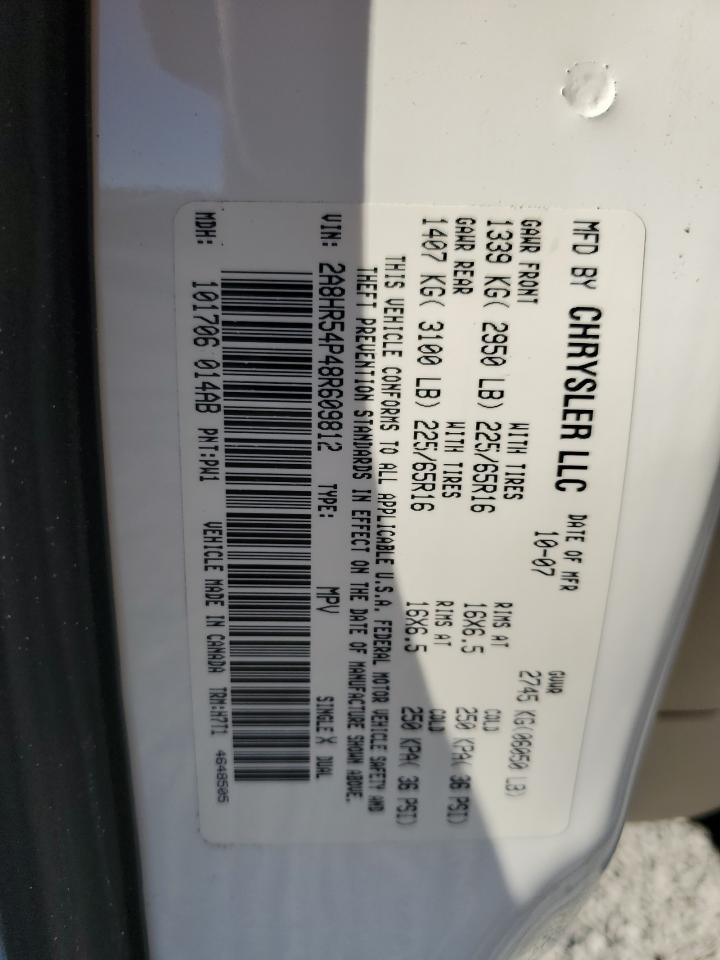 MFD BY CHRYSLER LLC DATE OF MFR GVWR
10-07 2745 KG(06050 LB)
GAWR FRONT WITH TIRES RIMS AT COLD
1339 KG( 2950 LB) 225/65R16 16X6.5 250 KPA( 36 PSI)
GAWR REAR WITH TIRES RIMS AT COLD
1407 KG( 3100 LB) 225/65R16 16X6.5 250 KPA( 36 PSI)
THIS VEHICLE CONFORMS TO ALL APPLICABLE U.S.A. FEDERAL MOTOR VEHICLE SAFETY AND
THEFT PREVENTION STANDARDS IN EFFECT ON THE DATE OF MANUFACTURE SHOWN ABOVE.
VIN: 2A8HR54P48R609812 TYPE: MPV SINGLE X DUAL
MDH: 101706 014AB PNT:PW1 VEHICLE MADE IN CANADA TRM:H7T1 4648505